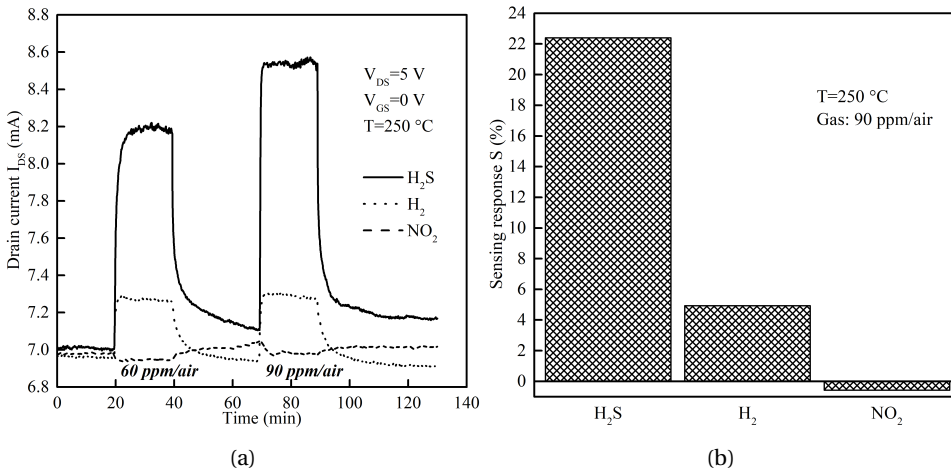 (a)
Drain current I_DS (mA)
8.8
8.6
8.4
8.2
8.0
7.8
7.6
7.4
7.2
7.0
6.8
V_DS=5 V
V_GS=0 V
T=250 °C
H₂S
H₂
NO₂
60 ppm/air
90 ppm/air
0 20 40 60 80 100 120 140
Time (min)
(a)
b)
Sensing response S (%)
24
22
20
18
16
14
12
10
8
6
4
2
0
T=250 °C
Gas: 90 ppm/air
H₂S H₂ NO₂
(b)